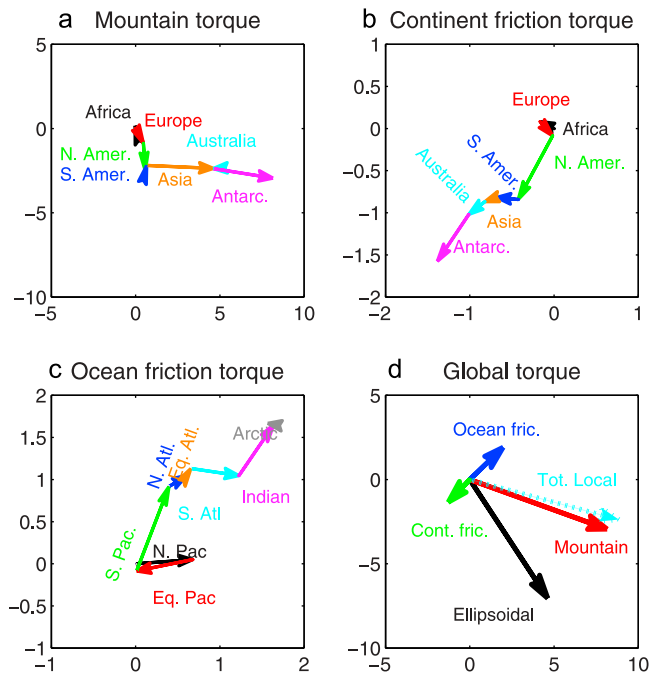 a Mountain torque
5
0
−5
−10
−5 0 5 10
Africa
Europe
N. Amer.
S. Amer.
Asia
Australia
Antarc.
b Continent friction torque
1
0.5
0
−0.5
−1
−1.5
−2
−2 −1 0 1
Europe
Africa
N. Amer.
S. Amer.
Australia
Asia
Antarc.
c Ocean friction torque
2
1.5
1
0.5
0
−0.5
−1
−1 0 1 2
Arctic
N. Atl.
Eq. Atl.
Indian
S. Atl
S. Pac.
N. Pac
Eq. Pac
d Global torque
5
0
−5
−10
−5 0 5 10
Ocean fric.
Tot. Local
Cont. fric.
Mountain
Ellipsoidal